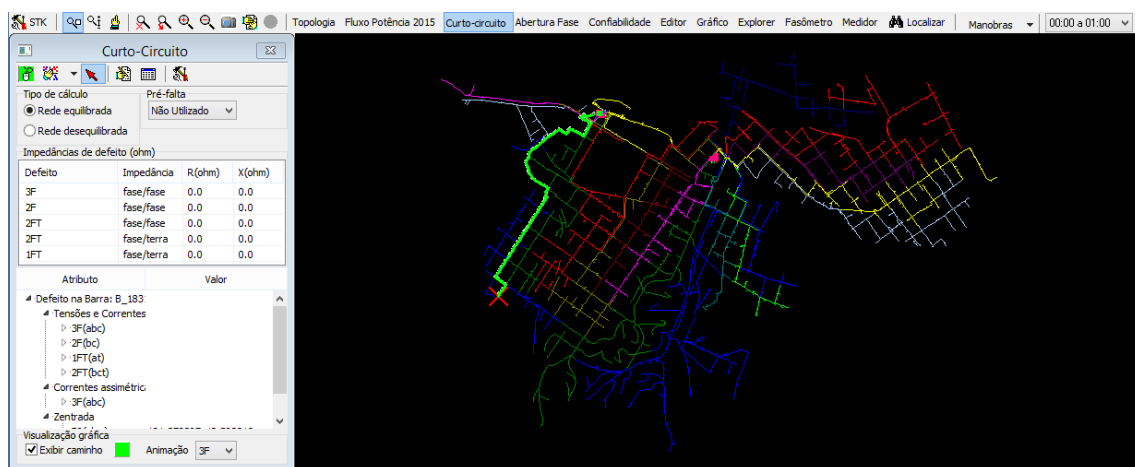 STK Topologia Fluxo Potência 2015 Curto-circuito Abertura Fase Confiabilidade Editor Gráfico Explorer Fasômetro Medidor Localizar Manobras 00:00 a 01:00
Curto-Circuito
Tipo de cálculo Pré-falta
Rede equilibrada Não Utilizado
Rede desequilibrada
Impedâncias de defeito (ohm)
Defeito Impedância R(ohm) X(ohm)
3F fase/fase 0.0 0.0
2F fase/fase 0.0 0.0
2FT fase/fase 0.0 0.0
2FT fase/terra 0.0 0.0
1FT fase/terra 0.0 0.0
Atributo Valor
Defeito na Barra: B_183
Tensões e Correntes
3F(abc)
2F(bc)
1FT(at)
2FT(bct)
Correntes assimétric
3F(abc)
Zentrada
Visualização gráfica
Exibir caminho Animação 3F